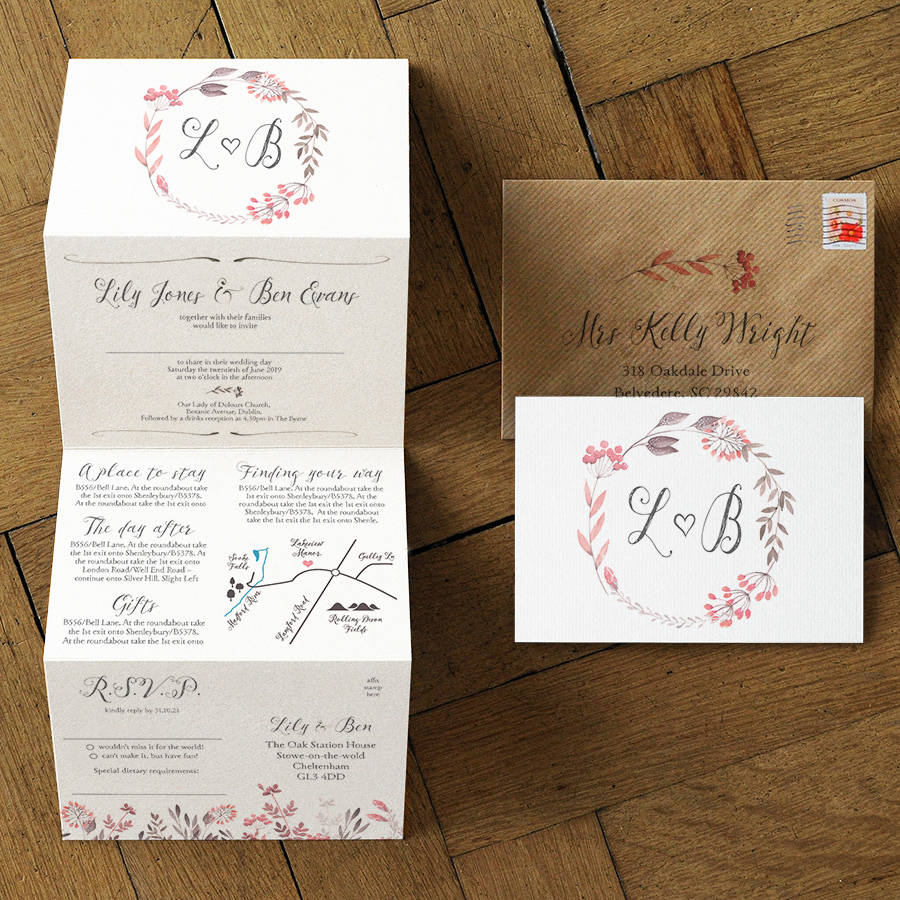 L ♡ B
Lily Jones & Ben Evans
together with their families
would like to invite
to share in their wedding day
Saturday the twentieth of June 2019
at two o'clock in the afternoon
Our Lady of Dolours Church,
Botanic Avenue, Dublin.
Followed by a drinks reception at 4.30pm in The Byrne
A place to stay
B556/Bell Lane, At the roundabout take
the 1st exit onto Shenleybury/B5378,
At the roundabout take the 1st exit onto
The day after
B556/Bell Lane, At the roundabout take
the 1st exit onto Shenleybury/B5378, At
the roundabout take the 1st exit onto
London Road/Well End Road –
continue onto Silver Hill, Slight Left
Gifts
B556/Bell Lane, At the roundabout take
the 1st exit onto Shenleybury/B5378,
At the roundabout take the 1st exit onto
Finding your way
B556/Bell Lane, At the roundabout take the
1st exit onto Shenleybury/B5378, At the
roundabout take the 1st exit onto
Shenleybury/B5378, At the roundabout take
the 1st exit onto Shenle,
Sooke
Falls
Lakeview
Manor
Gulley Ln
Medford Rim
Lamford Road
Rolling Devon
Fields
R.S.V.P.
kindly reply by 31.10.21
wouldn't miss it for the world!
can't make it, but have fun!
Special dietary requirements:
affix
stamp
here
Lily & Ben
The Oak Station House
Stowe-on-the-wold
Cheltenham
GL3 4DD
COSMOS
Mrs Kelly Wright
318 Oakdale Drive
Belvedere, SC 29842
L ♡ B